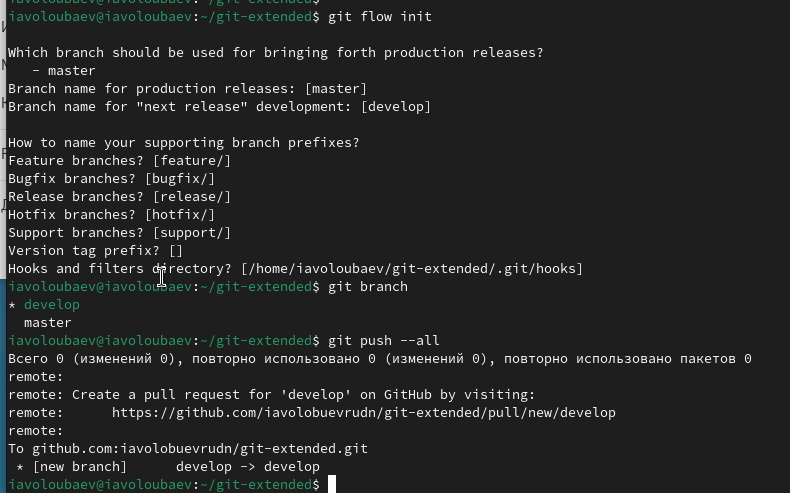 iavoloubaev@iavoloubaev:~/git-extended$ git flow init
Which branch should be used for bringing forth production releases?
- master
Branch name for production releases: [master]
Branch name for "next release" development: [develop]
How to name your supporting branch prefixes?
Feature branches? [feature/]
Bugfix branches? [bugfix/]
Release branches? [release/]
Hotfix branches? [hotfix/]
Support branches? [support/]
Version tag prefix? []
Hooks and filters directory? [/home/iavoloubaev/git-extended/.git/hooks]
iavoloubaev@iavoloubaev:~/git-extended$ git branch
* develop
master
iavoloubaev@iavoloubaev:~/git-extended$ git push --all
Всего 0 (изменений 0), повторно использовано 0 (изменений 0), повторно использовано пакетов 0
remote:
remote: Create a pull request for 'develop' on GitHub by visiting:
remote:      https://github.com/iavolobuevrudn/git-extended/pull/new/develop
remote:
To github.com:iavolobuevrudn/git-extended.git
* [new branch]      develop -> develop
iavoloubaev@iavoloubaev:~/git-extended$